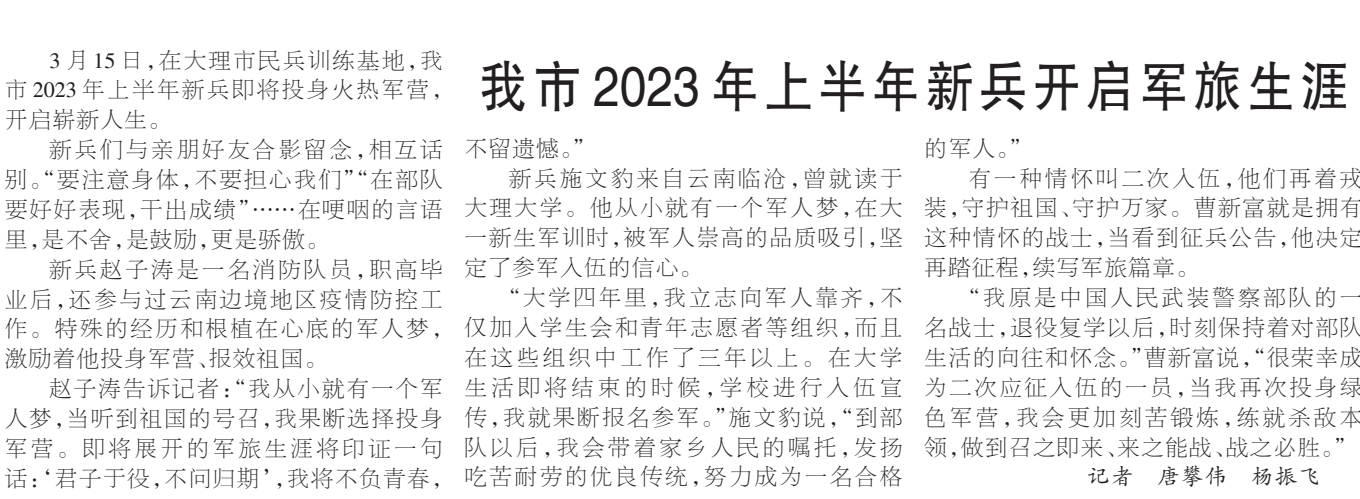 我市2023年上半年新兵开启军旅生涯
3月15日，在大理市民兵训练基地，我
市2023年上半年新兵即将投身火热军营，
开启崭新人生。
新兵们与亲朋好友合影留念，相互话
别。“要注意身体，不要担心我们”“在部队
要好好表现，干出成绩”……在哽咽的言语
里，是不舍，是鼓励，更是骄傲。
新兵赵子涛是一名消防队员，职高毕
业后，还参与过云南边境地区疫情防控工
作。特殊的经历和根植在心底的军人梦，
激励着他投身军营、报效祖国。
赵子涛告诉记者：“我从小就有一个军
人梦，当听到祖国的号召，我果断选择投身
军营。即将展开的军旅生涯将印证一句
话：‘君子于役，不问归期’，我将不负青春，
不留遗憾。”
新兵施文豹来自云南临沧，曾就读于
大理大学。他从小就有一个军人梦，在大
一新生军训时，被军人崇高的品质吸引，坚
定了参军入伍的信心。
“大学四年里，我立志向军人靠齐，不
仅加入学生会和青年志愿者等组织，而且
在这些组织中工作了三年以上。在大学
生活即将结束的时候，学校进行入伍宣
传，我就果断报名参军。”施文豹说，“到部
队以后，我会带着家乡人民的嘱托，发扬
吃苦耐劳的优良传统，努力成为一名合格
的军人。”
有一种情怀叫二次入伍，他们再着戎
装，守护祖国、守护万家。曹新富就是拥有
这种情怀的战士，当看到征兵公告，他决定
再踏征程，续写军旅篇章。
“我原是中国人民武装警察部队的一
名战士，退役复学以后，时刻保持着对部队
生活的向往和怀念。”曹新富说，“很荣幸成
为二次应征入伍的一员，当我再次投身绿
色军营，我会更加刻苦锻炼，练就杀敌本
领，做到召之即来、来之能战、战之必胜。”
记者 唐攀伟 杨振飞